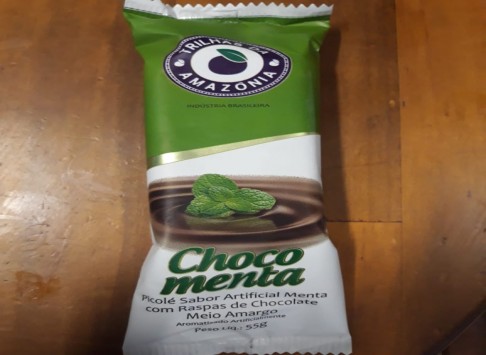 TRILHAS DA
AMAZÔNIA
INDÚSTRIA BRASILEIRA
Choco
menta
Picolé Sabor Artificial Menta
com Raspas de Chocolate
Meio Amargo
Aromatizado Artificialmente
Peso Líq.: 55g